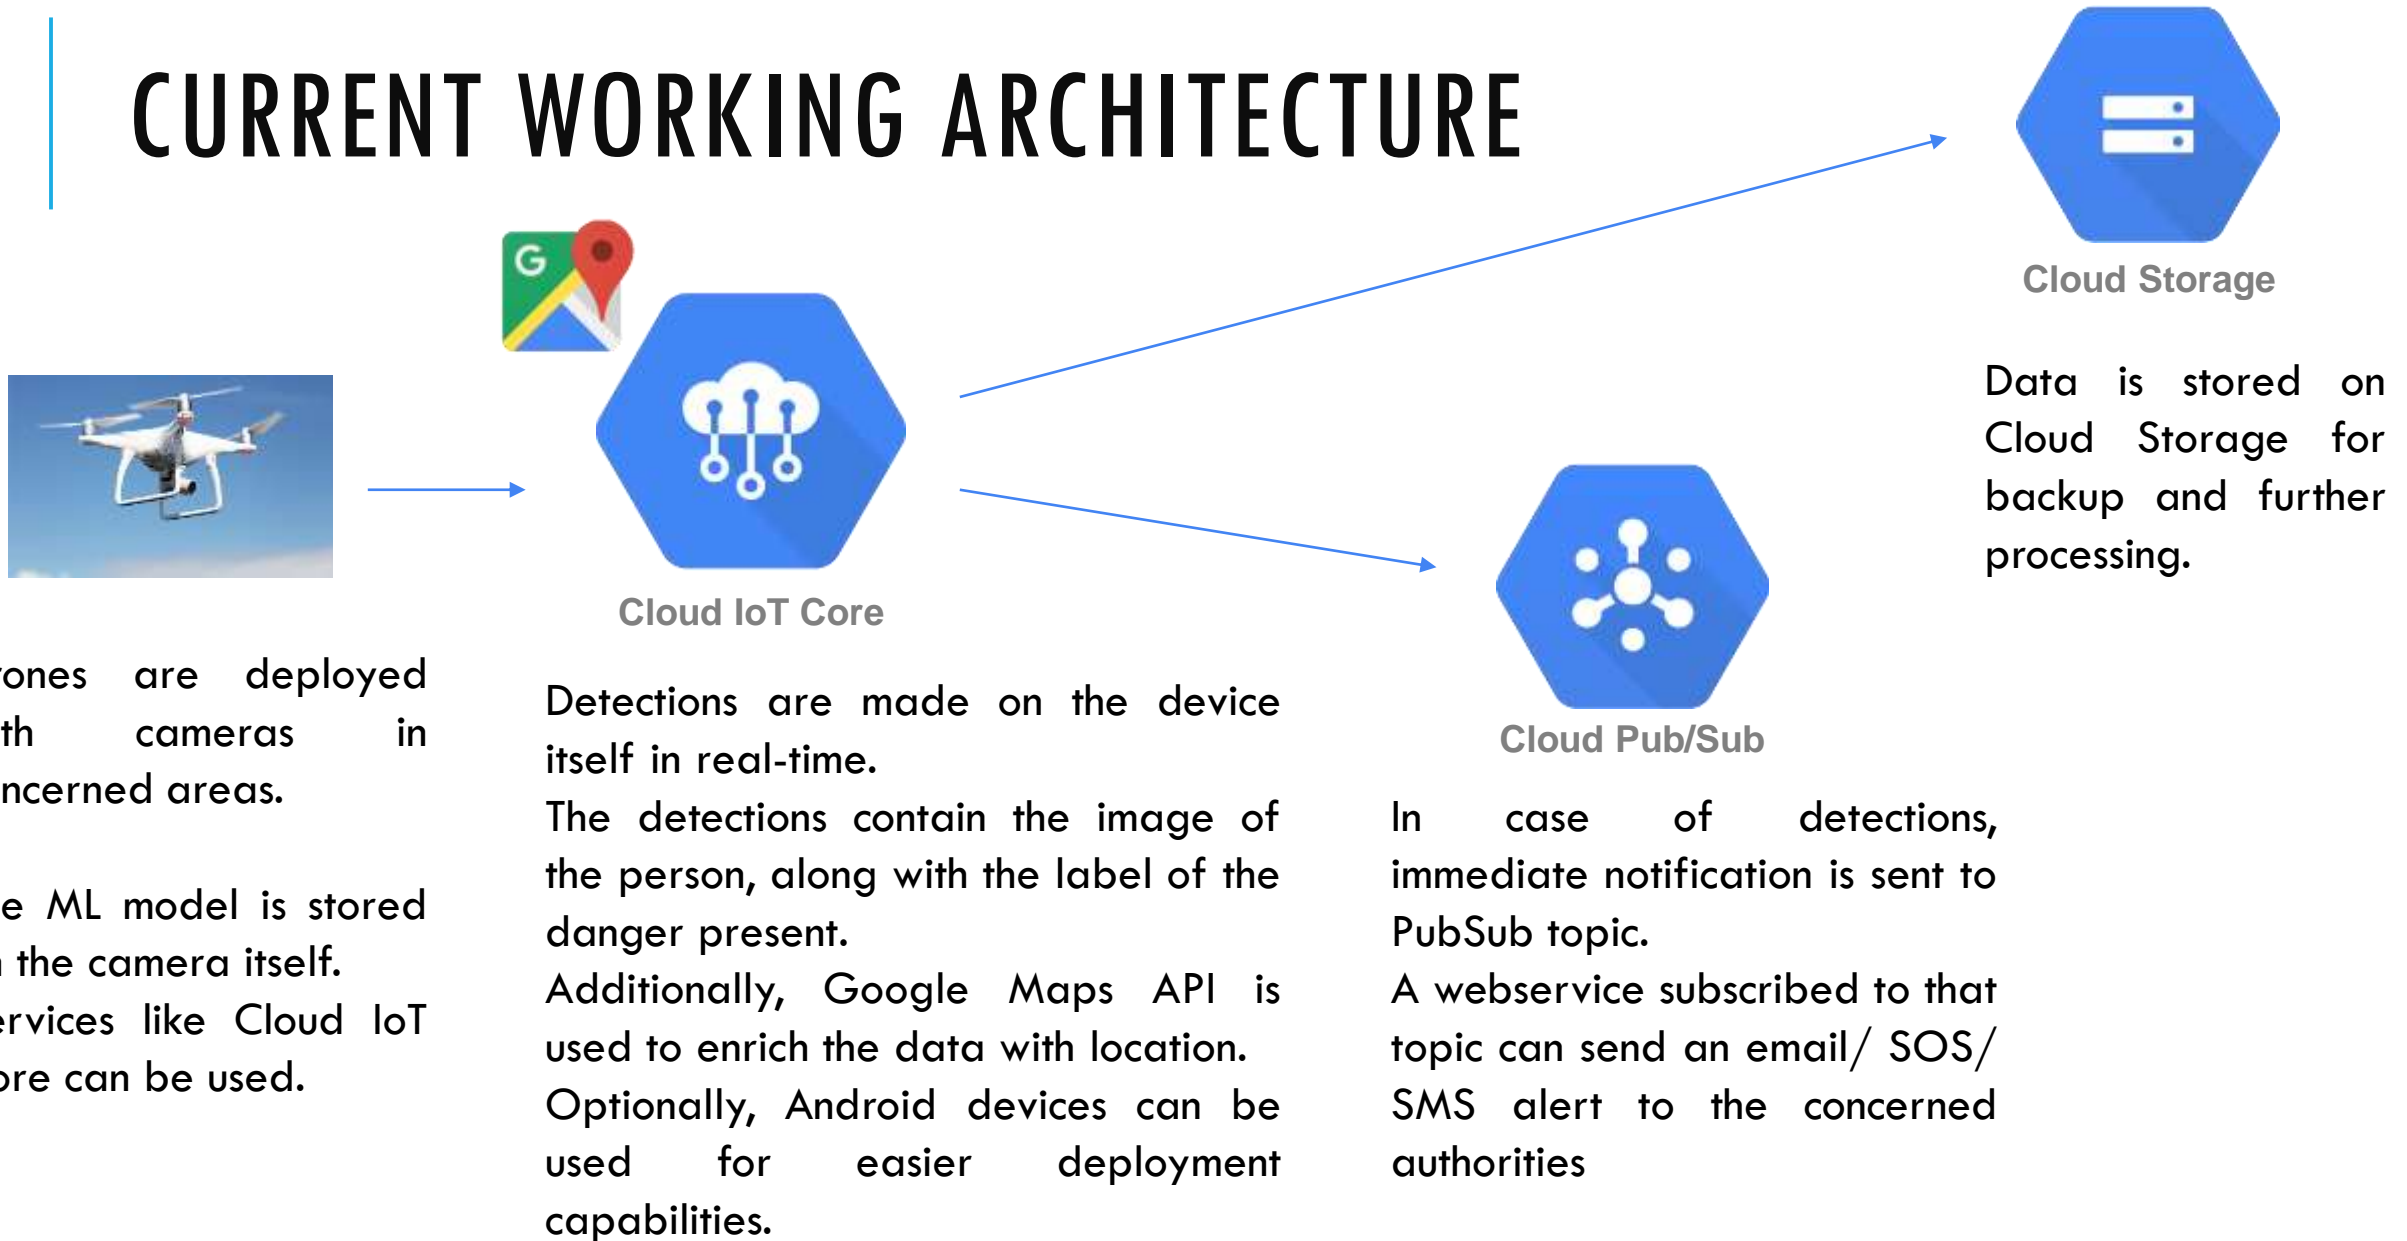 CURRENT WORKING ARCHITECTURE
G
Cloud Storage
Data is stored on
Cloud Storage for
backup and further
processing.
Cloud IoT Core
Cloud Pub/Sub
are deployed
cameras in
areas.
ML model is stored
the camera itself.
like Cloud IoT
can be used.
Detections are made on the device
itself in real-time.
The detections contain the image of
the person, along with the label of the
danger present.
Additionally, Google Maps API is
used to enrich the data with location.
Optionally, Android devices can be
used for easier deployment
capabilities.
In case of detections,
immediate notification is sent to
PubSub topic.
A webservice subscribed to that
topic can send an email/ SOS/
SMS alert to the concerned
authorities